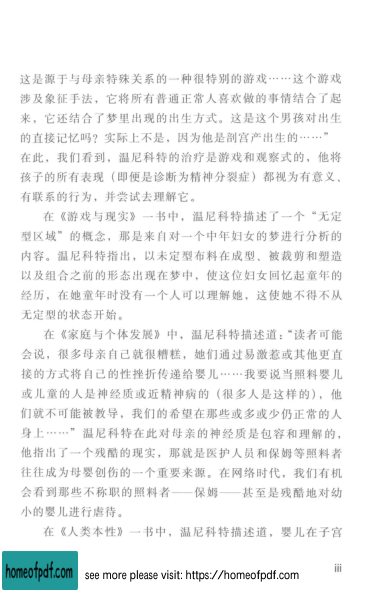 这是源于与母亲特殊关系的一种很特别的游戏……这个游戏
涉及象征手法，它将所有普通正常人喜欢做的事情结合了起
来，它还结合了梦里出现的出生方式。这是这个男孩对出生
的直接记忆吗？实际上不是，因为他是剖宫产出生的……”
在此，我们看到，温尼科特的治疗是游戏和观察式的，他将
孩子的所有表现（即便是诊断为精神分裂症）都视为有意义、
有联系的行为，并尝试去理解它。
在《游戏与现实》一书中，温尼科特描述了一个“无定
型区域”的概念，那是来自对一个中年妇女的梦进行分析的
内容。温尼科特指出，以未定型布料在成型、被裁剪和塑造
以及组合之前的形态出现在梦中，使这位妇女回忆起童年的
经历，在她童年时没有一个人可以理解她，这使她不得不从
无定型的状态开始。
在《家庭与个体发展》中，温尼科特描述道：“读者可能
会说，很多母亲自己就很糟糕，她们通过易激惹或其他更直
接的方式将自己的性挫折传递给婴儿……我要说当照料婴儿
或儿童的人是神经质或近精神病的（很多人是这样的），他
们就不可能被教导，我们的希望在那些或多或少仍正常的人
身上……”温尼科特在此对母亲的神经质是包容和理解的，
他指出了一个残酷的现实，那就是医护人员和保姆等照料者
往往成为母婴创伤的一个重要来源。在网络时代，我们有机
会看到那些不称职的照料者——保姆——甚至是残酷地对幼
小的婴儿进行虐待。
在《人类本性》一书中，温尼科特描述道，婴儿在子宫
iii
homeofpdf.com
see more please visit: https://homeofpdf.com